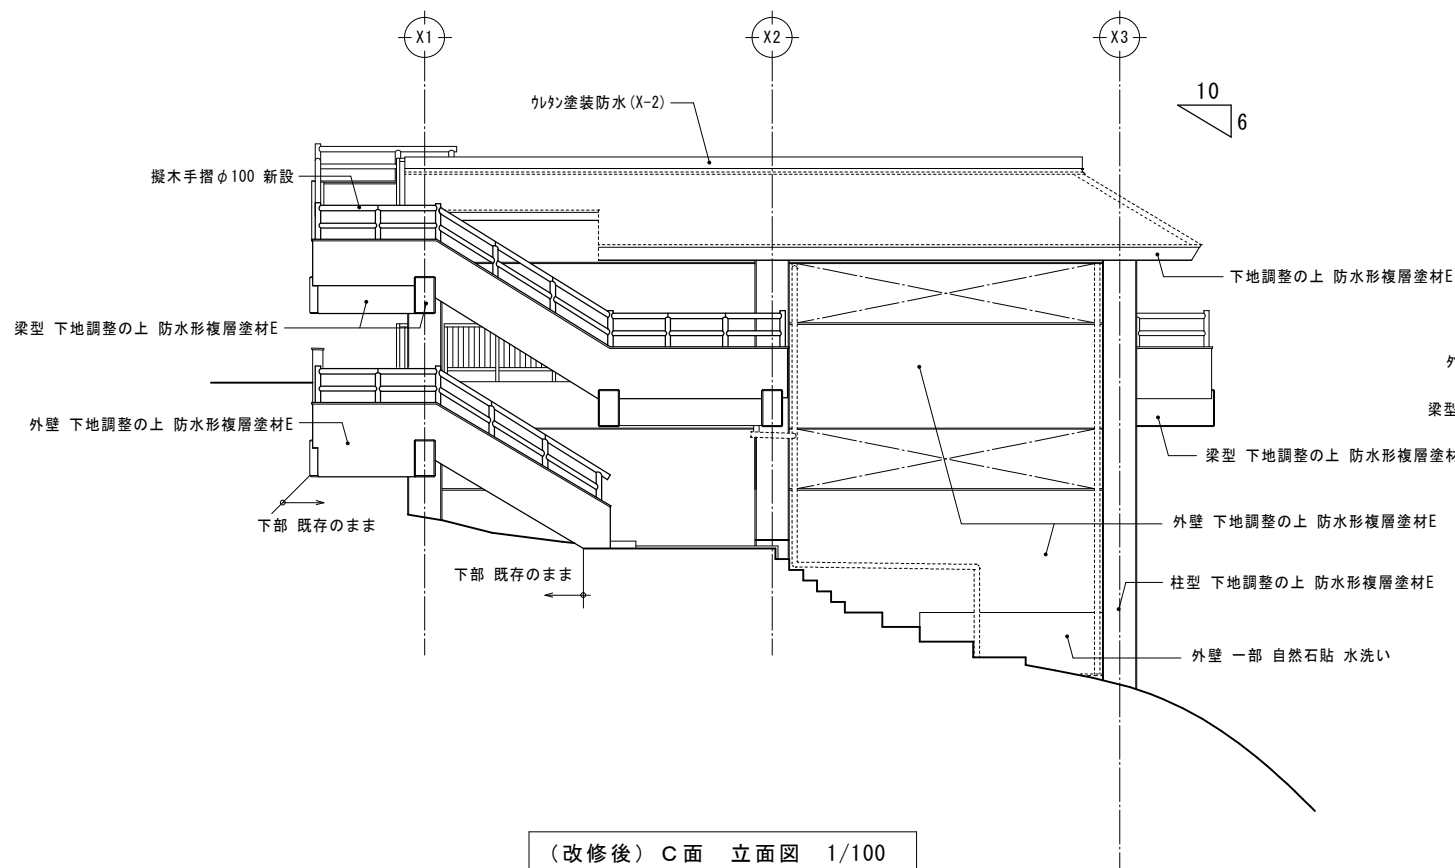 X1
X2
X3
ｳﾚﾀﾝ塗装防水(X-2)
10
6
擬木手摺φ100 新設
下地調整の上 防水形複層塗材E
梁型 下地調整の上 防水形複層塗材E
梁型
外壁 下地調整の上 防水形複層塗材E
梁型 下地調整の上 防水形複層塗材
下部 既存のまま
外壁 下地調整の上 防水形複層塗材E
下部 既存のまま
柱型 下地調整の上 防水形複層塗材E
外壁 一部 自然石貼 水洗い
(改修後) C面 立面図 1/100